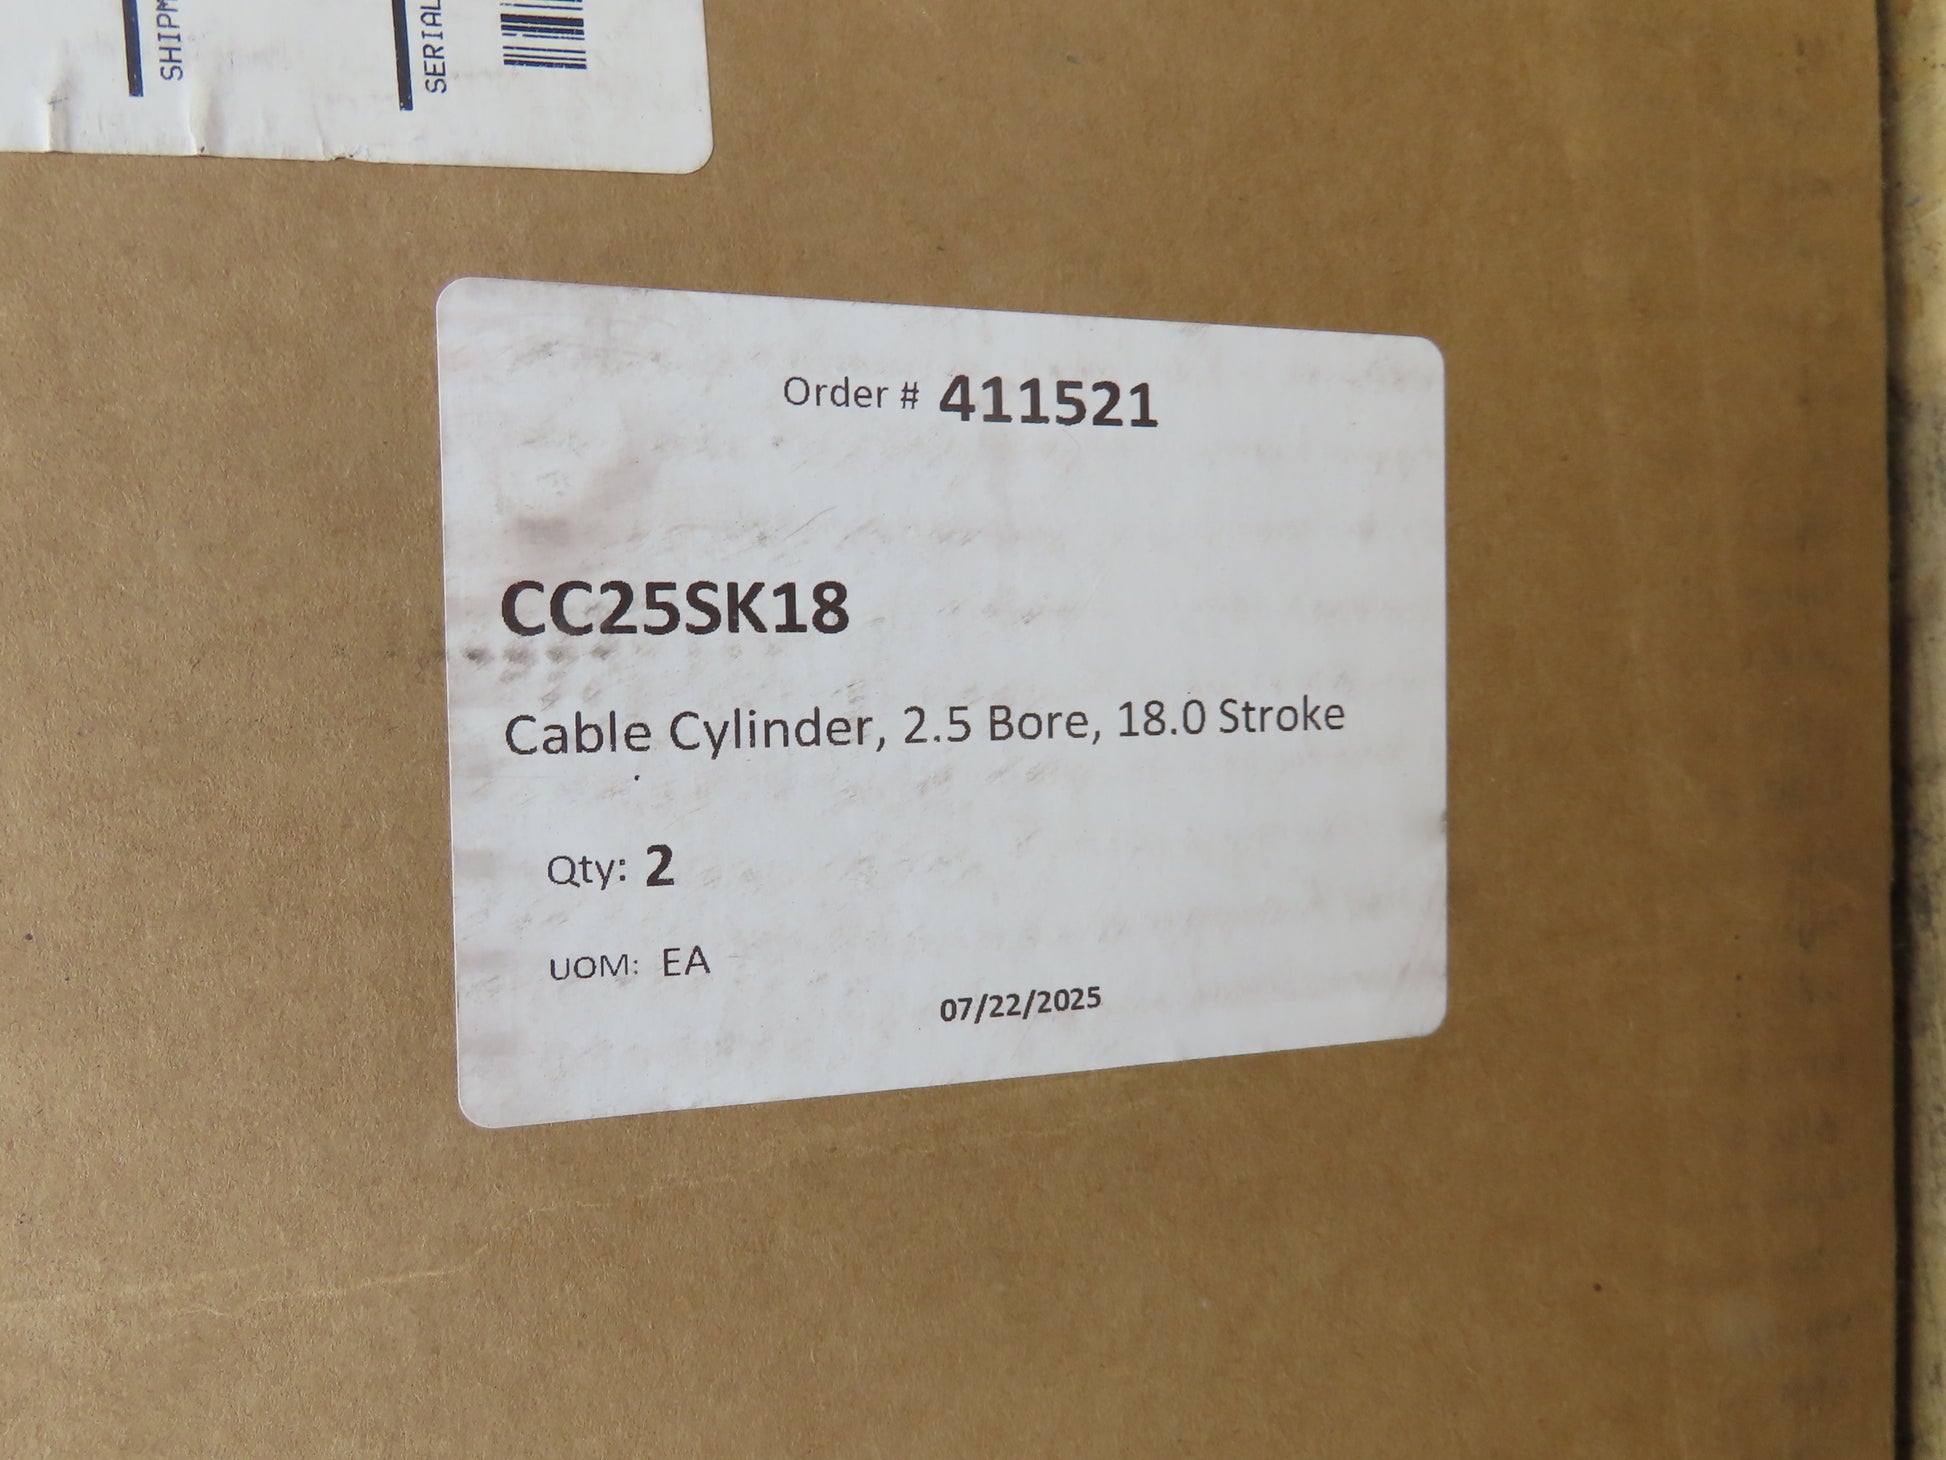 SERIAL
Order # 411521
CC25SK18
Cable Cylinder, 2.5 Bore, 18.0 Stroke
Qty: 2
UOM: EA
07/22/2025